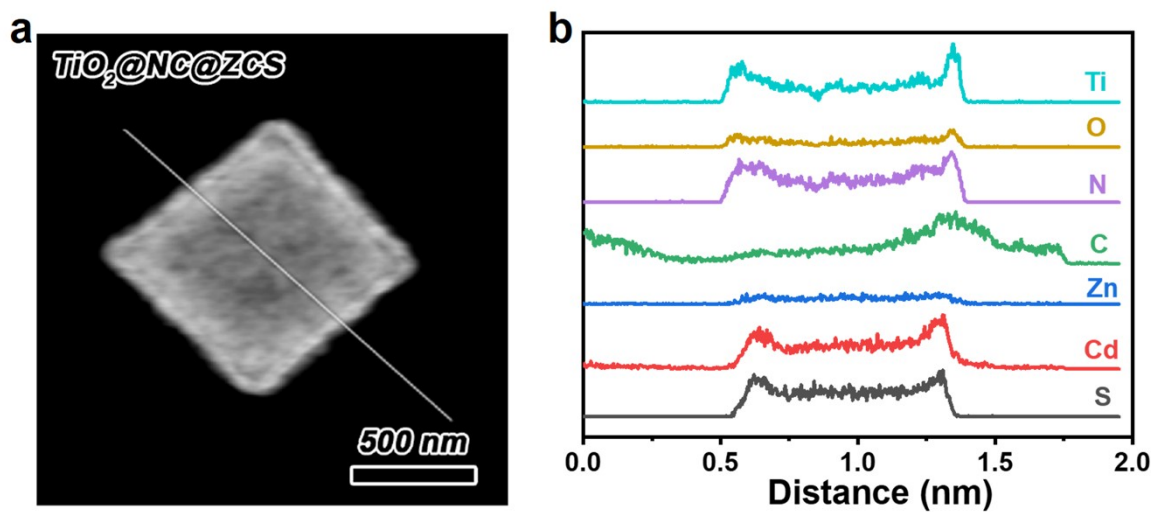 a
TiO₂@NC@ZCS
500 nm
b
Ti
O
N
C
Zn
Cd
S
0.0 0.5 1.0 1.5 2.0
Distance (nm)